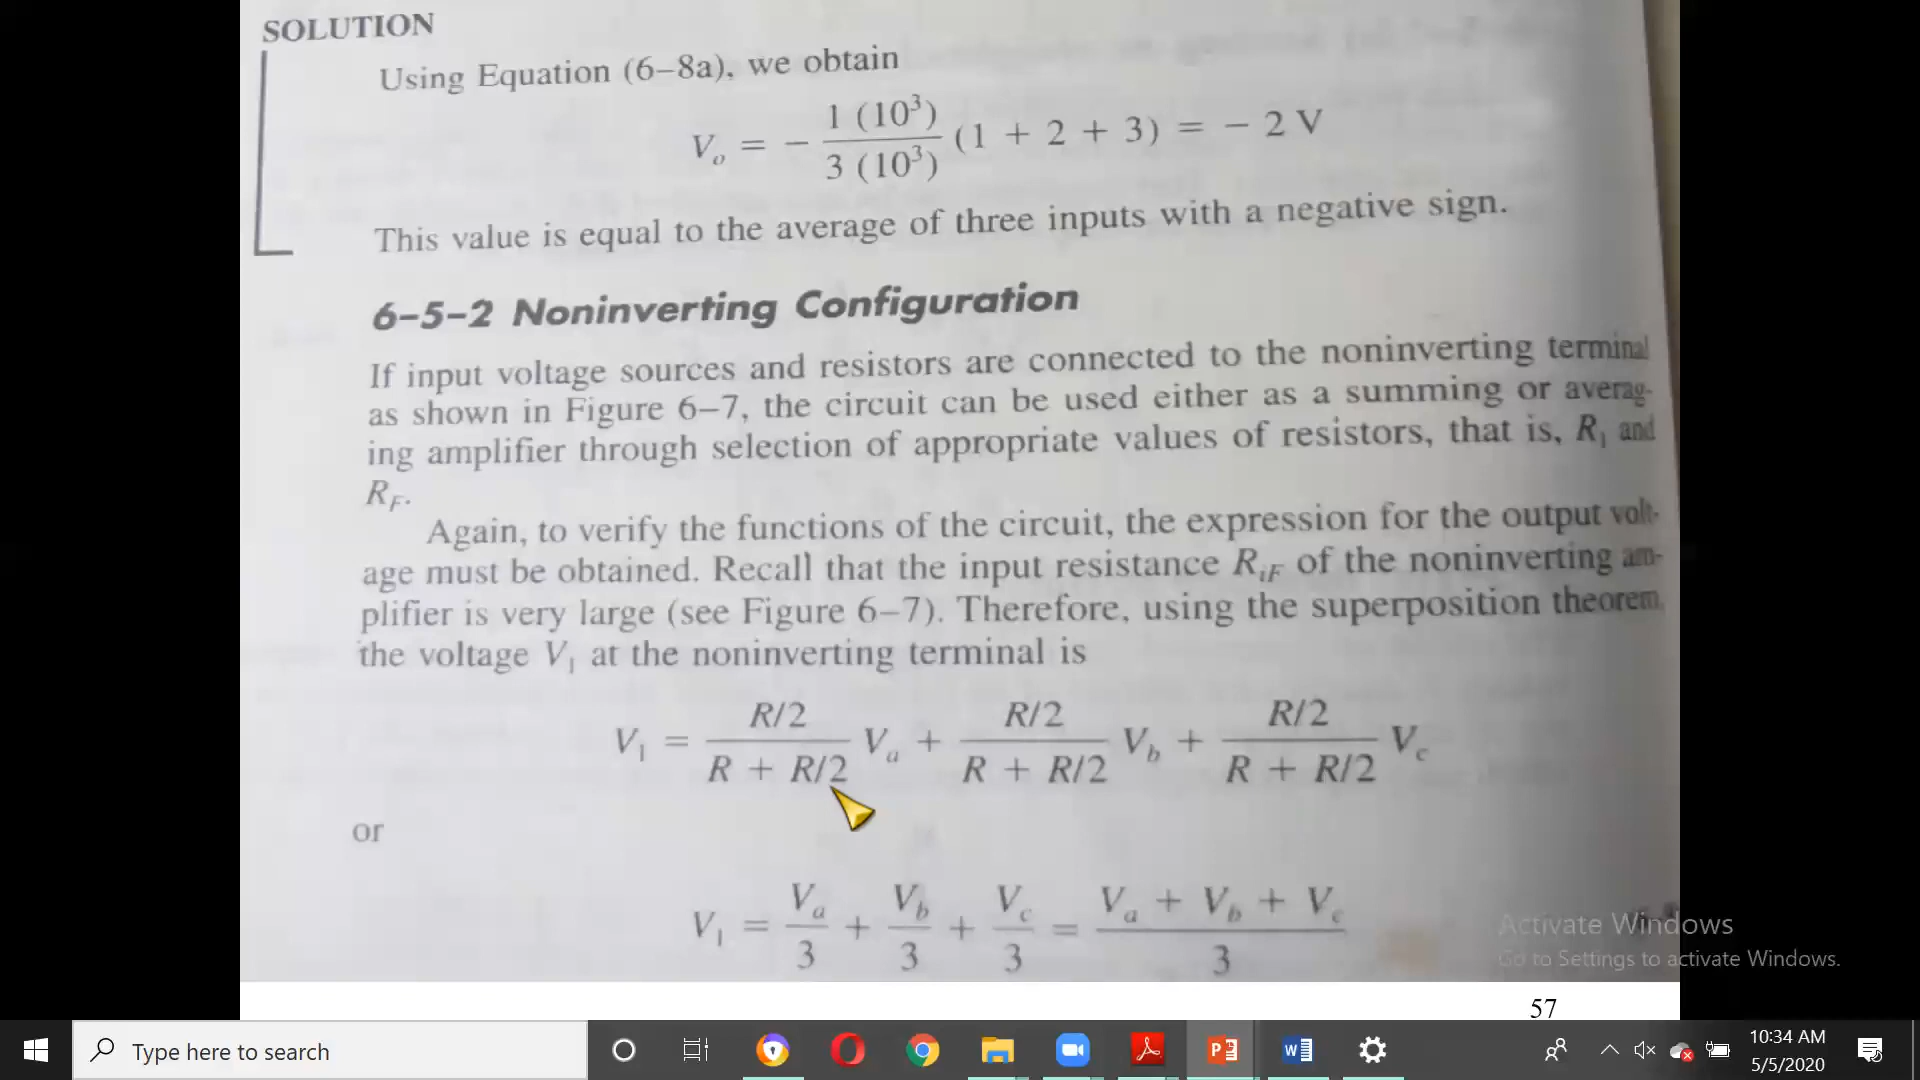 SOLUTION
Using Equation (6–8a), we obtain
V_o = − 1 (10³) / 3 (10³) (1 + 2 + 3) = − 2 V
This value is equal to the average of three inputs with a negative sign.
6–5–2 Noninverting Configuration
If input voltage sources and resistors are connected to the noninverting terminal
as shown in Figure 6–7, the circuit can be used either as a summing or averag-
ing amplifier through selection of appropriate values of resistors, that is, R₁ and
R_F.
Again, to verify the functions of the circuit, the expression for the output volt-
age must be obtained. Recall that the input resistance R_iF of the noninverting am-
plifier is very large (see Figure 6–7). Therefore, using the superposition theorem,
the voltage V₁ at the noninverting terminal is
V₁ = R/2 / R + R/2 V_a + R/2 / R + R/2 V_b + R/2 / R + R/2 V_c
or
V₁ = V_a / 3 + V_b / 3 + V_c / 3 = V_a + V_b + V_c / 3
Activate Windows
Go to Settings to activate Windows.
57
Type here to search
10:34 AM
5/5/2020